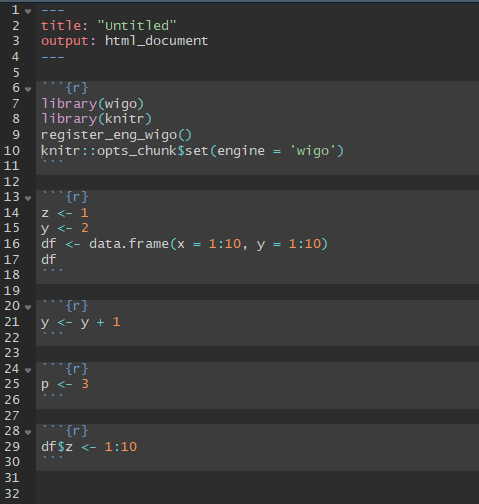 1 ---
2 title: "Untitled"
3 output: html_document
4 ---
5
6 ```{r}
7 library(wigo)
8 library(knitr)
9 register_eng_wigo()
10 knitr::opts_chunk$set(engine = 'wigo')
11 ```
12
13 ```{r}
14 z <- 1
15 y <- 2
16 df <- data.frame(x = 1:10, y = 1:10)
17 df
18 ```
19
20 ```{r}
21 y <- y + 1
22 ```
23
24 ```{r}
25 p <- 3
26 ```
27
28 ```{r}
29 df$z <- 1:10
30 ```
31
32